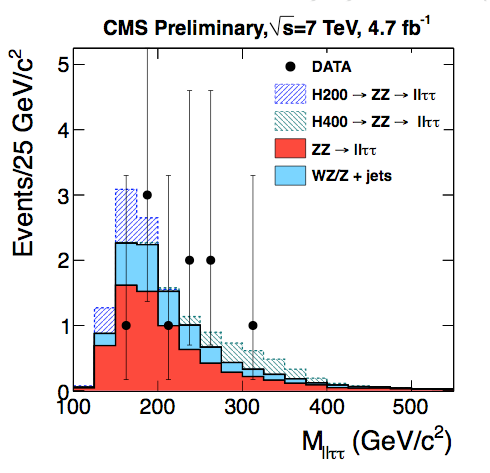 CMS Preliminary,√s=7 TeV, 4.7 fb⁻¹
Events/25 GeV/c²
5
4
3
2
1
0
DATA
H200 → ZZ → llττ
H400 → ZZ → llττ
ZZ → llττ
WZ/Z + jets
100 200 300 400 500
M_llττ (GeV/c²)